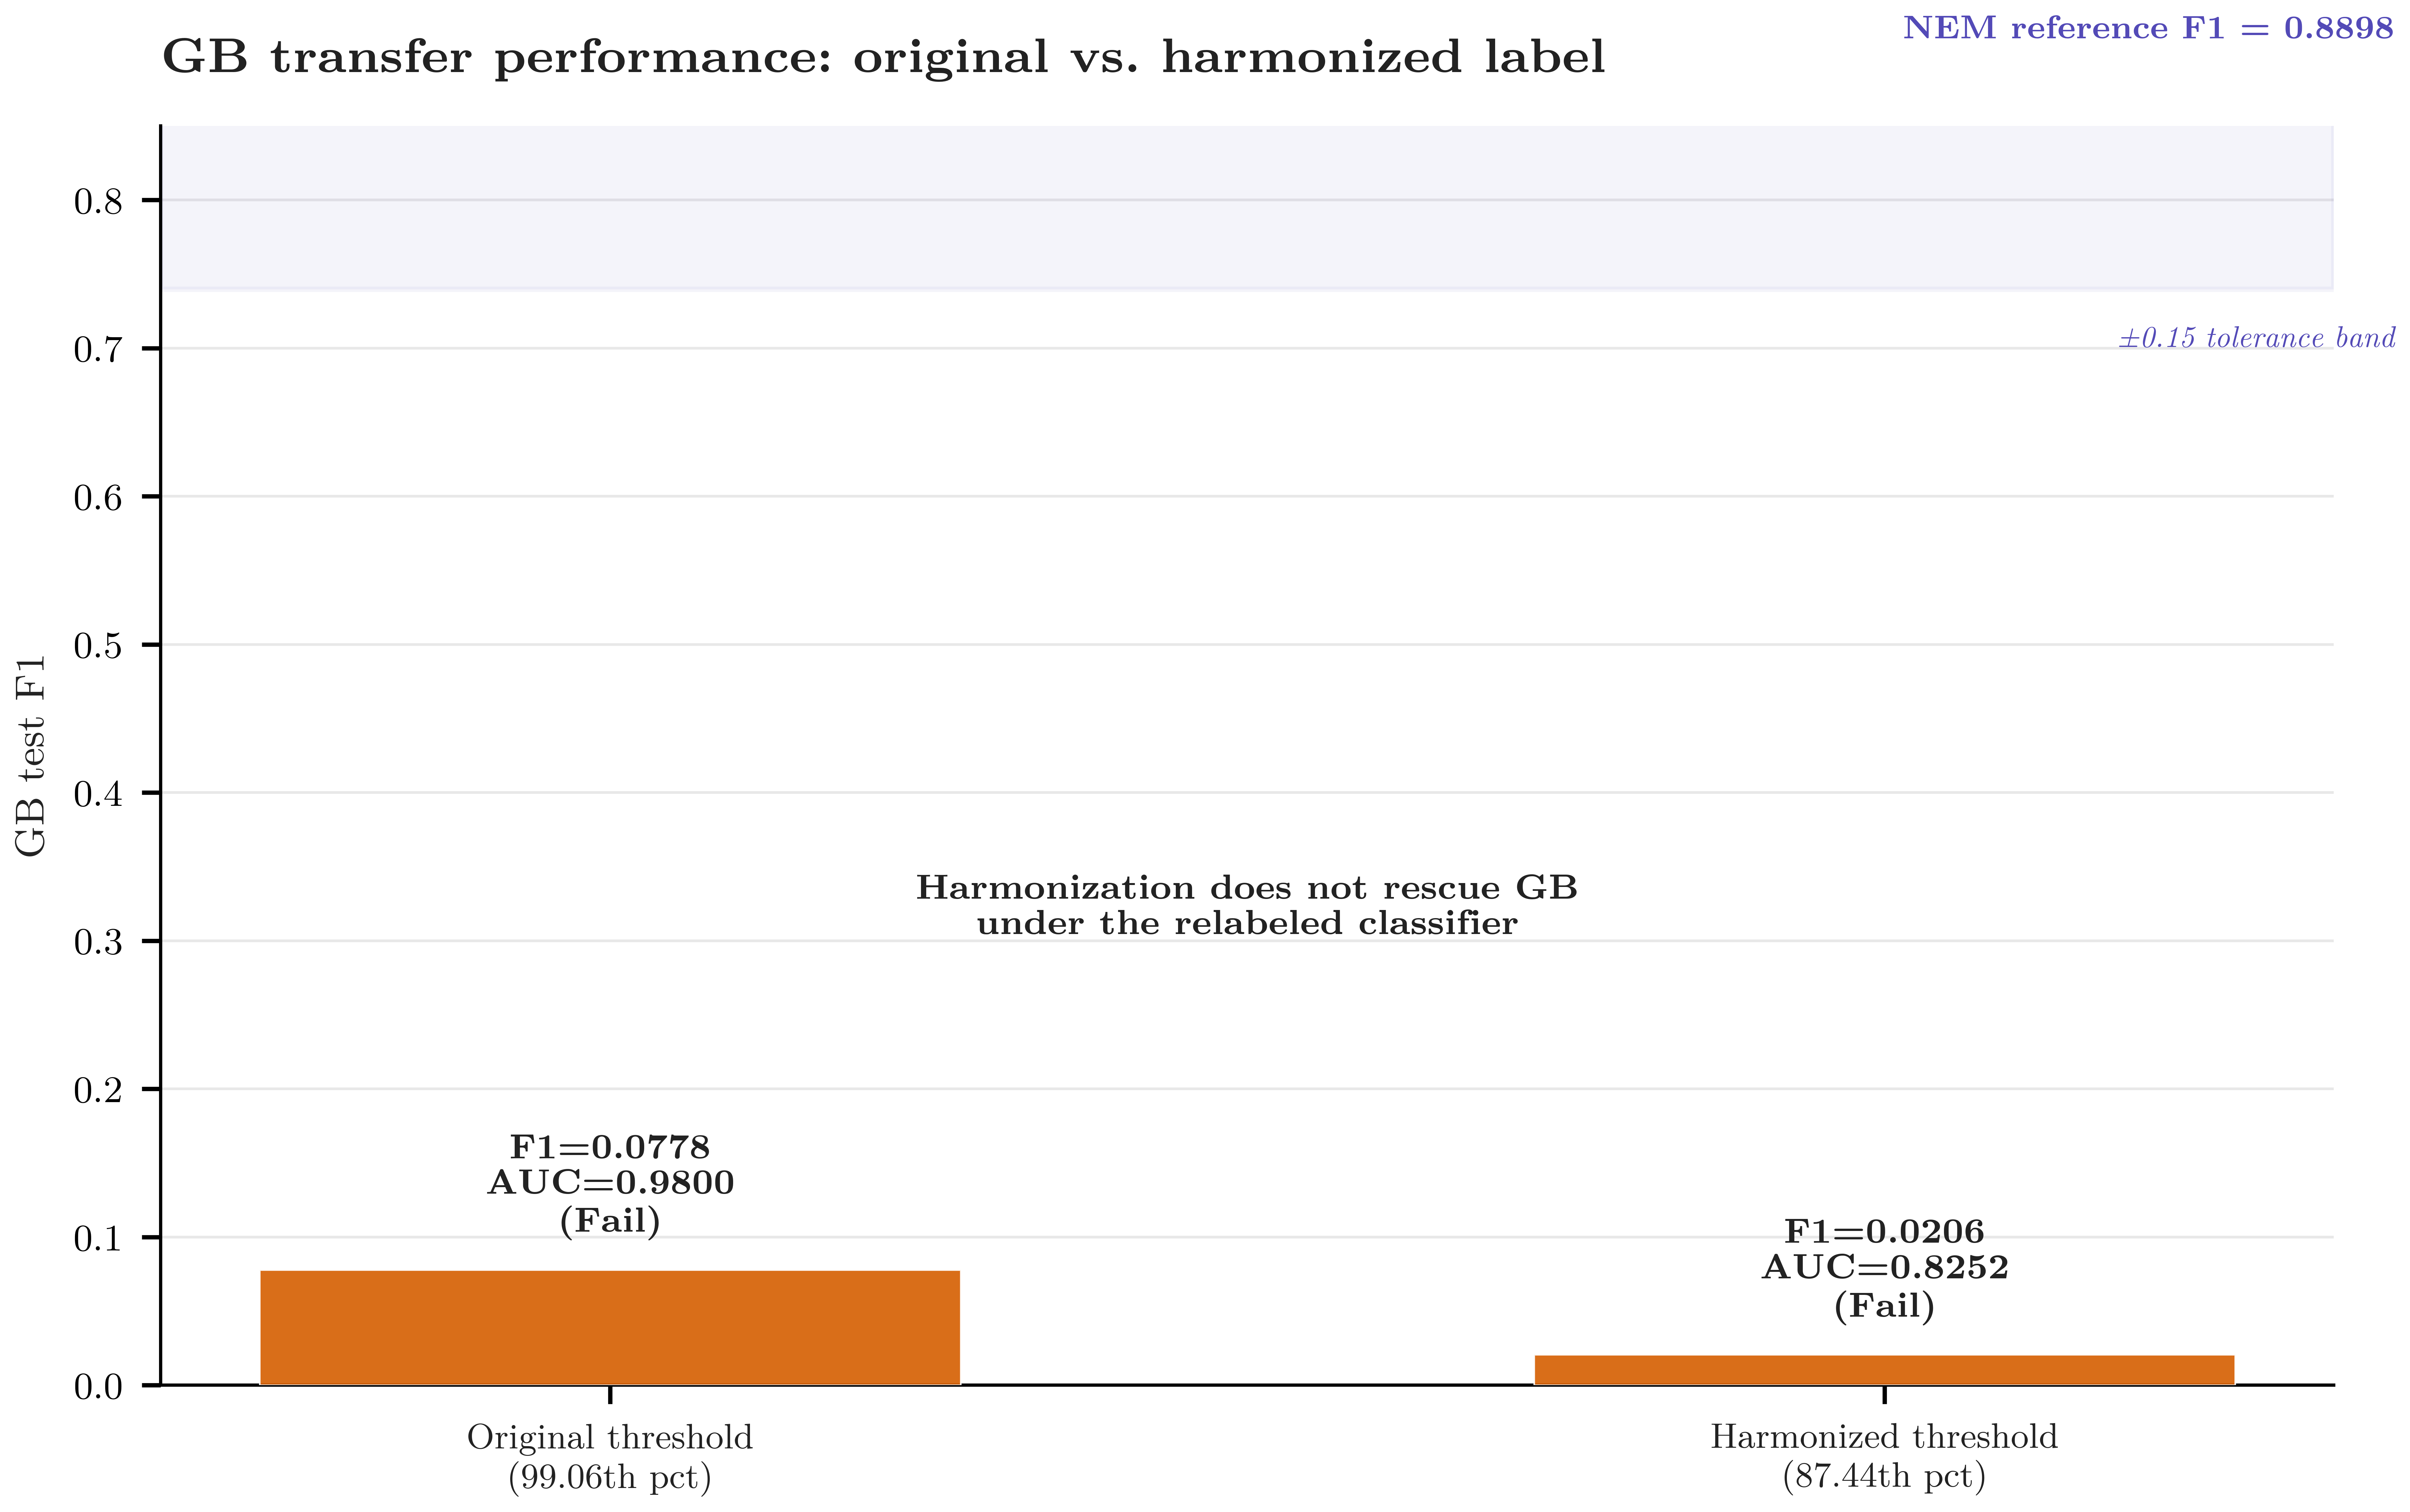 NEM reference F1 = 0.8898
GB transfer performance: original vs. harmonized label
0.8
±0.15 tolerance band
0.7
0.6
0.5
GB test F1
0.4
Harmonization does not rescue GB
under the relabeled classifier
0.3
0.2
F1=0.0778
AUC=0.9800
(Fail)
0.1
F1=0.0206
AUC=0.8252
(Fail)
0.0
Original threshold
(99.06th pct)
Harmonized threshold
(87.44th pct)